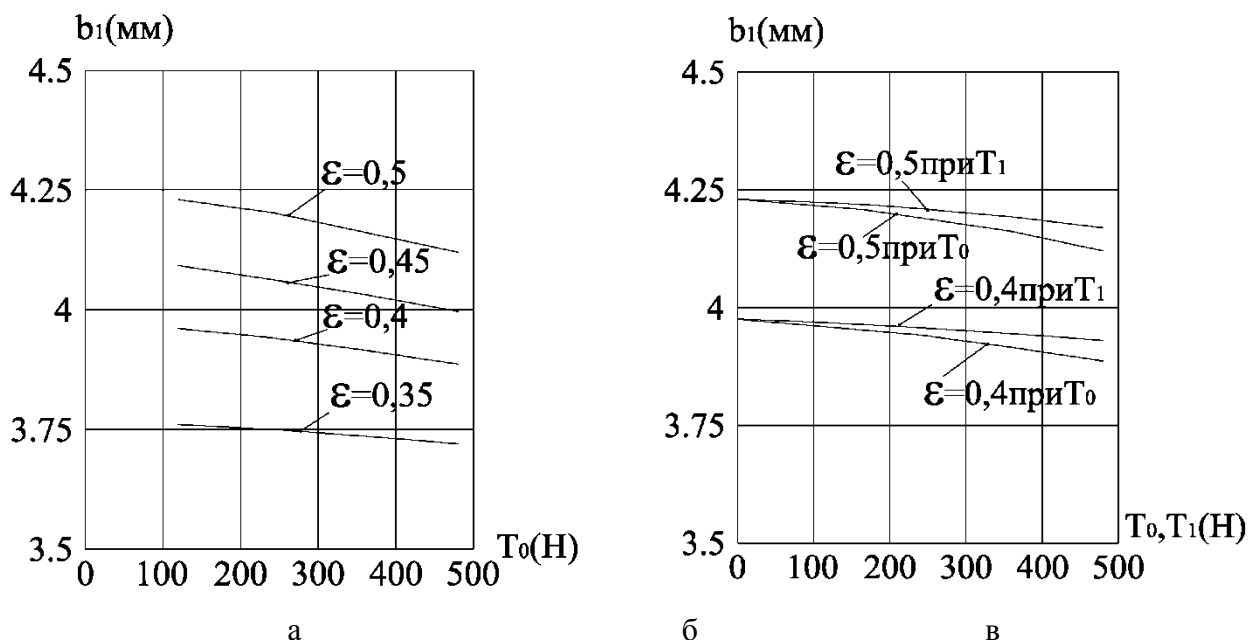 b₁(мм)
4.5
ε=0,5
4.25
ε=0,45
4
ε=0,4
ε=0,35
3.75
T₀(Н)
3.5
0 100 200 300 400 500
а
b₁(мм)
4.5
ε=0,5приT₁
4.25
ε=0,5приT₀
ε=0,4приT₁
4
ε=0,4приT₀
3.75
T₀,T₁(Н)
3.5
0 100 200 300 400 500
б в